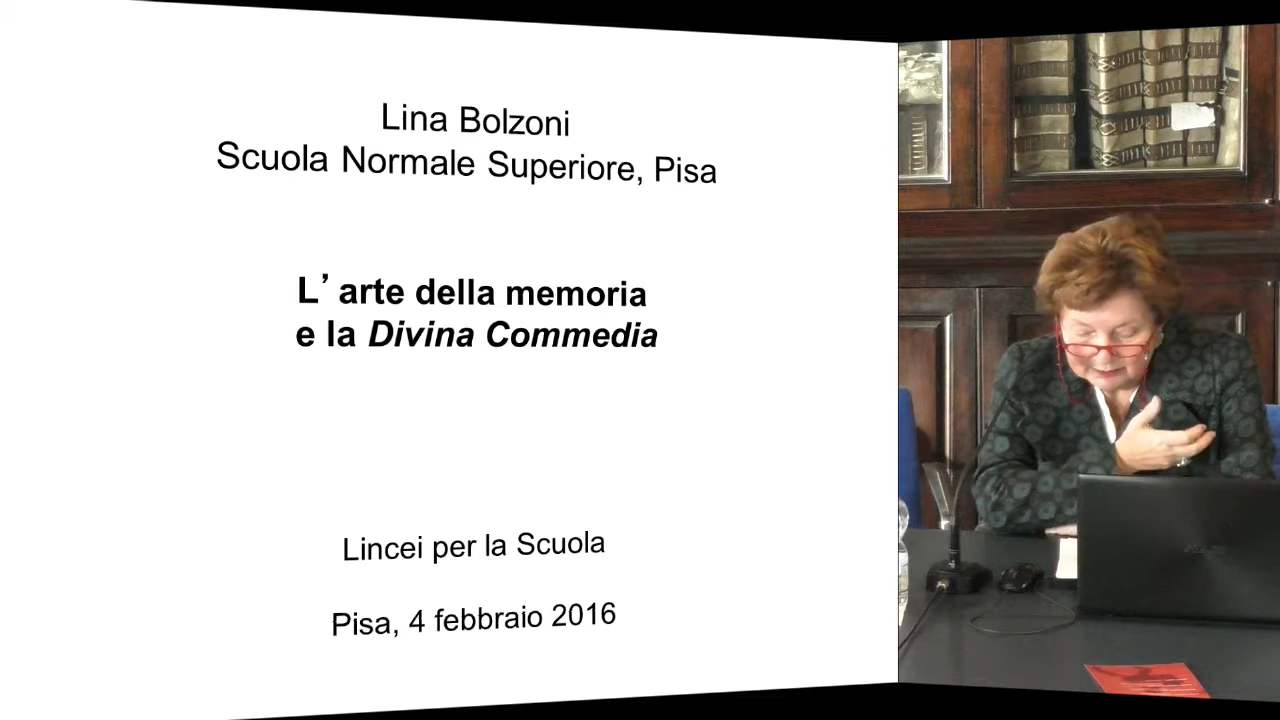 Lina Bolzoni
Scuola Normale Superiore, Pisa
L’ arte della memoria
e la Divina Commedia
Lincei per la Scuola
Pisa, 4 febbraio 2016